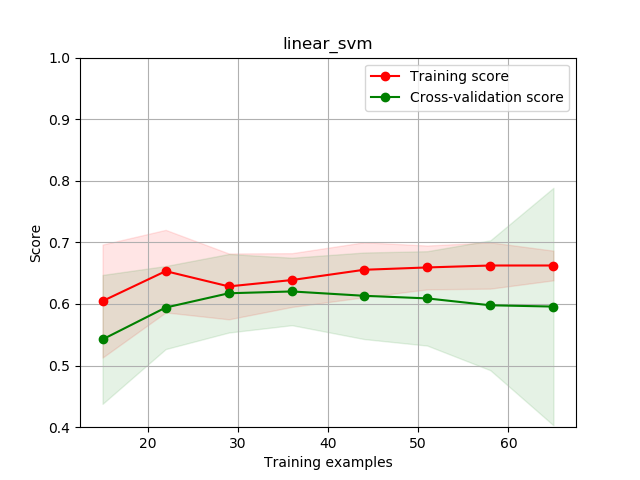 linear_svm
Training score
Cross-validation score
Score
1.0
0.9
0.8
0.7
0.6
0.5
0.4
20 30 40 50 60
Training examples